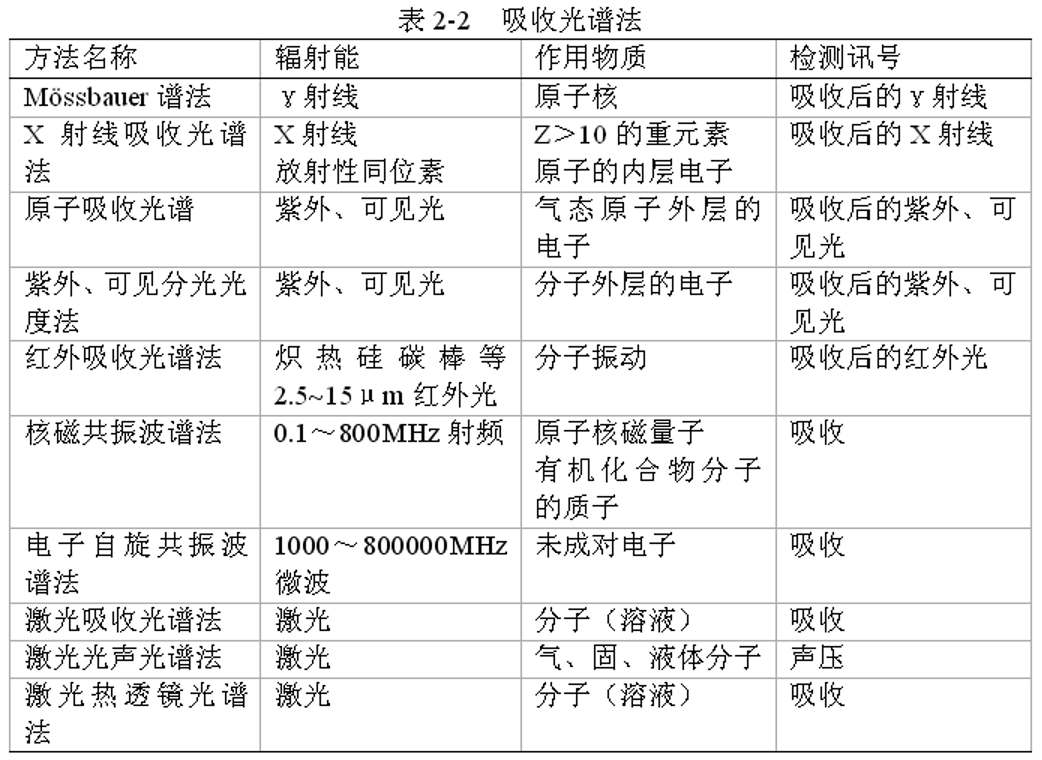 表 2-2 吸收光谱法
方法名称 辐射能 作用物质 检测讯号
Mössbauer 谱法 γ射线 原子核 吸收后的γ射线
X 射线吸收光谱 X 射线 Z＞10 的重元素 吸收后的 X 射线
法 放射性同位素 原子的内层电子
原子吸收光谱 紫外、可见光 气态原子外层的 吸收后的紫外、可
电子 见光
紫外、可见分光光 紫外、可见光 分子外层的电子 吸收后的紫外、可
度法 见光
红外吸收光谱法 炽热硅碳棒等 分子振动 吸收后的红外光
2.5~15μm 红外光
核磁共振波谱法 0.1～800MHz 射频 原子核磁量子 吸收
有机化合物分子
的质子
电子自旋共振波 1000～800000MHz 未成对电子 吸收
谱法 微波
激光吸收光谱法 激光 分子（溶液） 吸收
激光光声光谱法 激光 气、固、液体分子 声压
激光热透镜光谱 激光 分子（溶液） 吸收
法